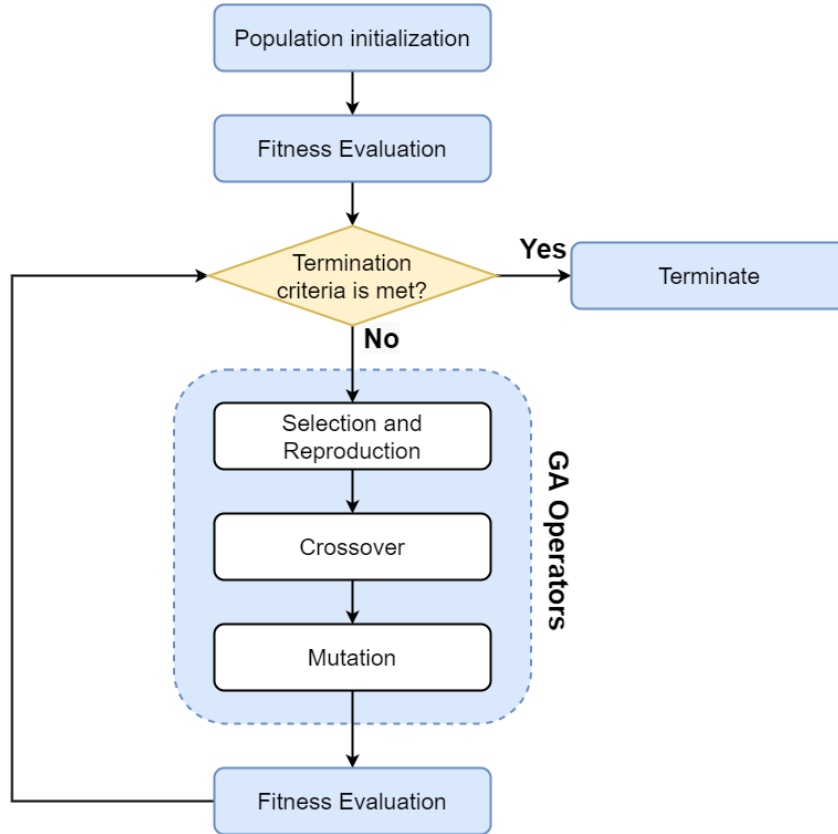 Population initialization
Fitness Evaluation
Termination
criteria is met?
Yes
Terminate
No
Selection and
Reproduction
Crossover
Mutation
GA Operators
Fitness Evaluation